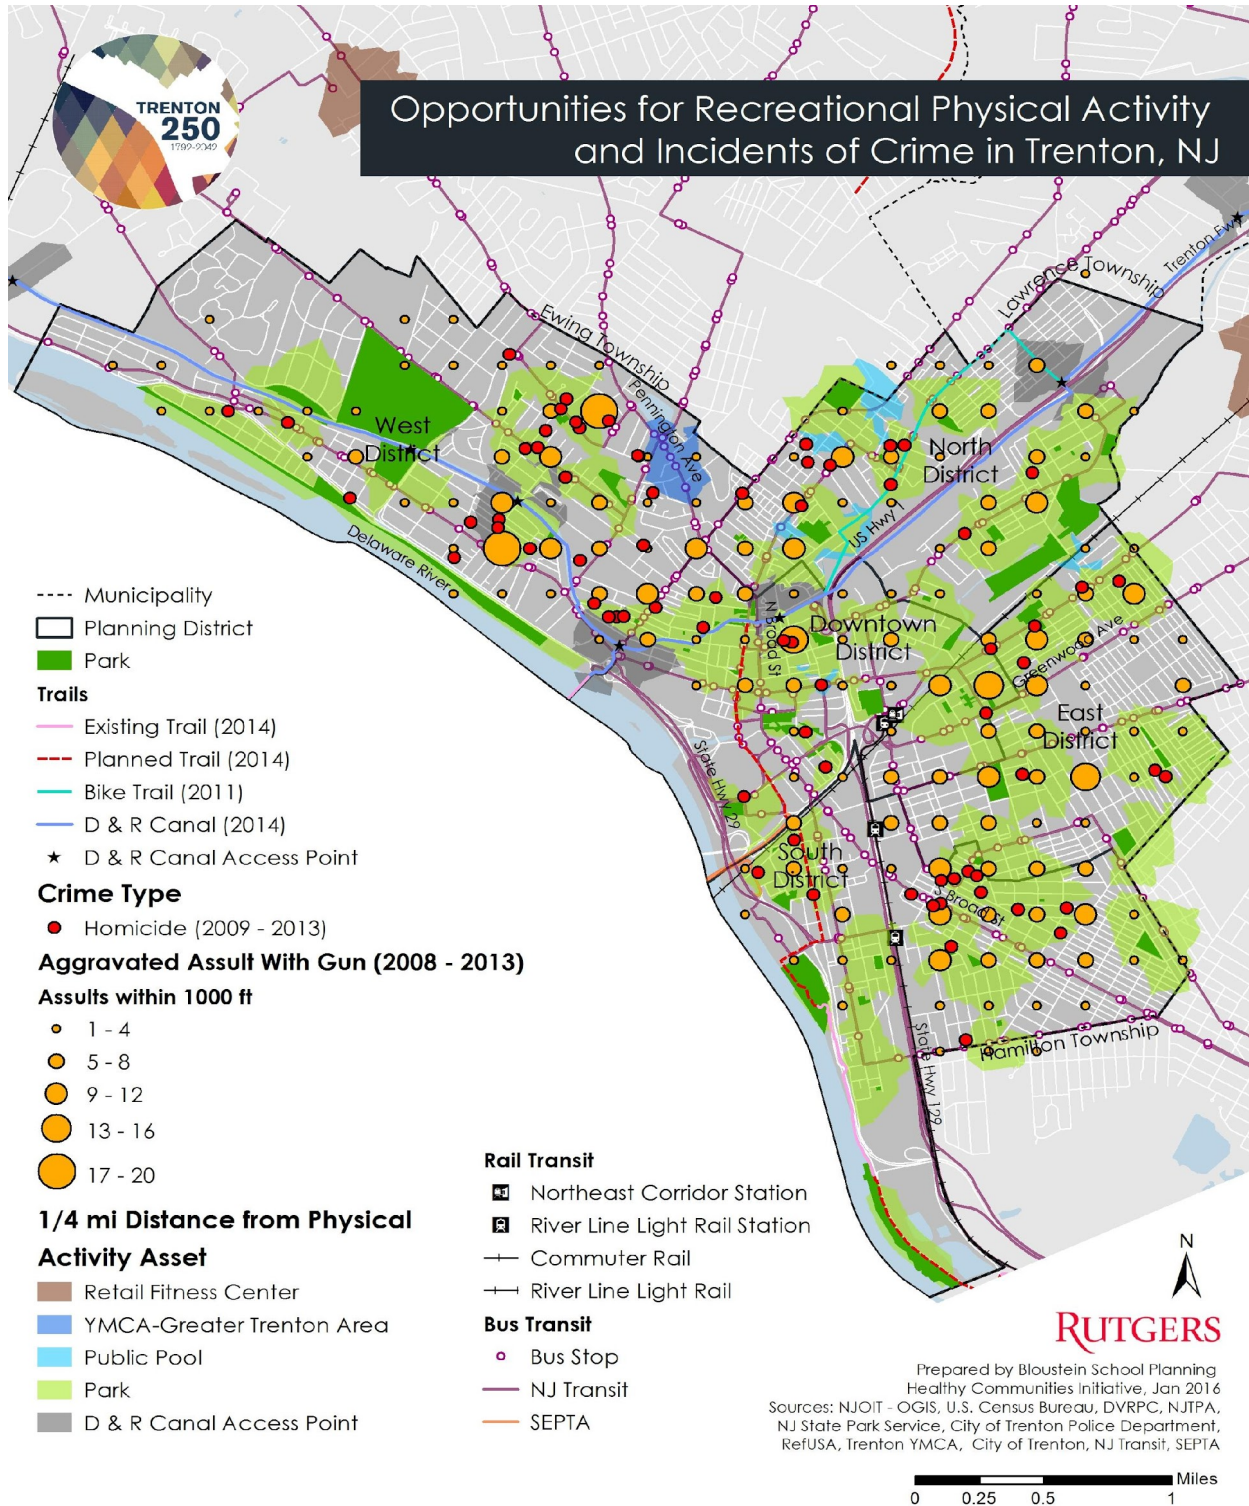 TRENTON
250
1792-2042
Opportunities for Recreational Physical Activity
and Incidents of Crime in Trenton, NJ
Trenton Fwy
Lawrence Township
Ewing Township
Pennington Ave
West
District
North
District
US Hwy 1
Delaware River
N Broad St
Downtown
District
Greenwood Ave
East
District
State Hwy 29
South
District
S Broad St
State Hwy 129
Hamilton Township
Municipality
Planning District
Park
Trails
Existing Trail (2014)
Planned Trail (2014)
Bike Trail (2011)
D & R Canal (2014)
D & R Canal Access Point
Crime Type
Homicide (2009 - 2013)
Aggravated Assult With Gun (2008 - 2013)
Assults within 1000 ft
1 - 4
5 - 8
9 - 12
13 - 16
17 - 20
1/4 mi Distance from Physical
Activity Asset
Retail Fitness Center
YMCA-Greater Trenton Area
Public Pool
Park
D & R Canal Access Point
Rail Transit
Northeast Corridor Station
River Line Light Rail Station
Commuter Rail
River Line Light Rail
Bus Transit
Bus Stop
NJ Transit
SEPTA
N
RUTGERS
Prepared by Bloustein School Planning
Healthy Communities Initiative, Jan 2016
Sources: NJOIT - OGIS, U.S. Census Bureau, DVRPC, NJTPA,
NJ State Park Service, City of Trenton Police Department,
RefUSA, Trenton YMCA, City of Trenton, NJ Transit, SEPTA
Miles
0 0.25 0.5 1